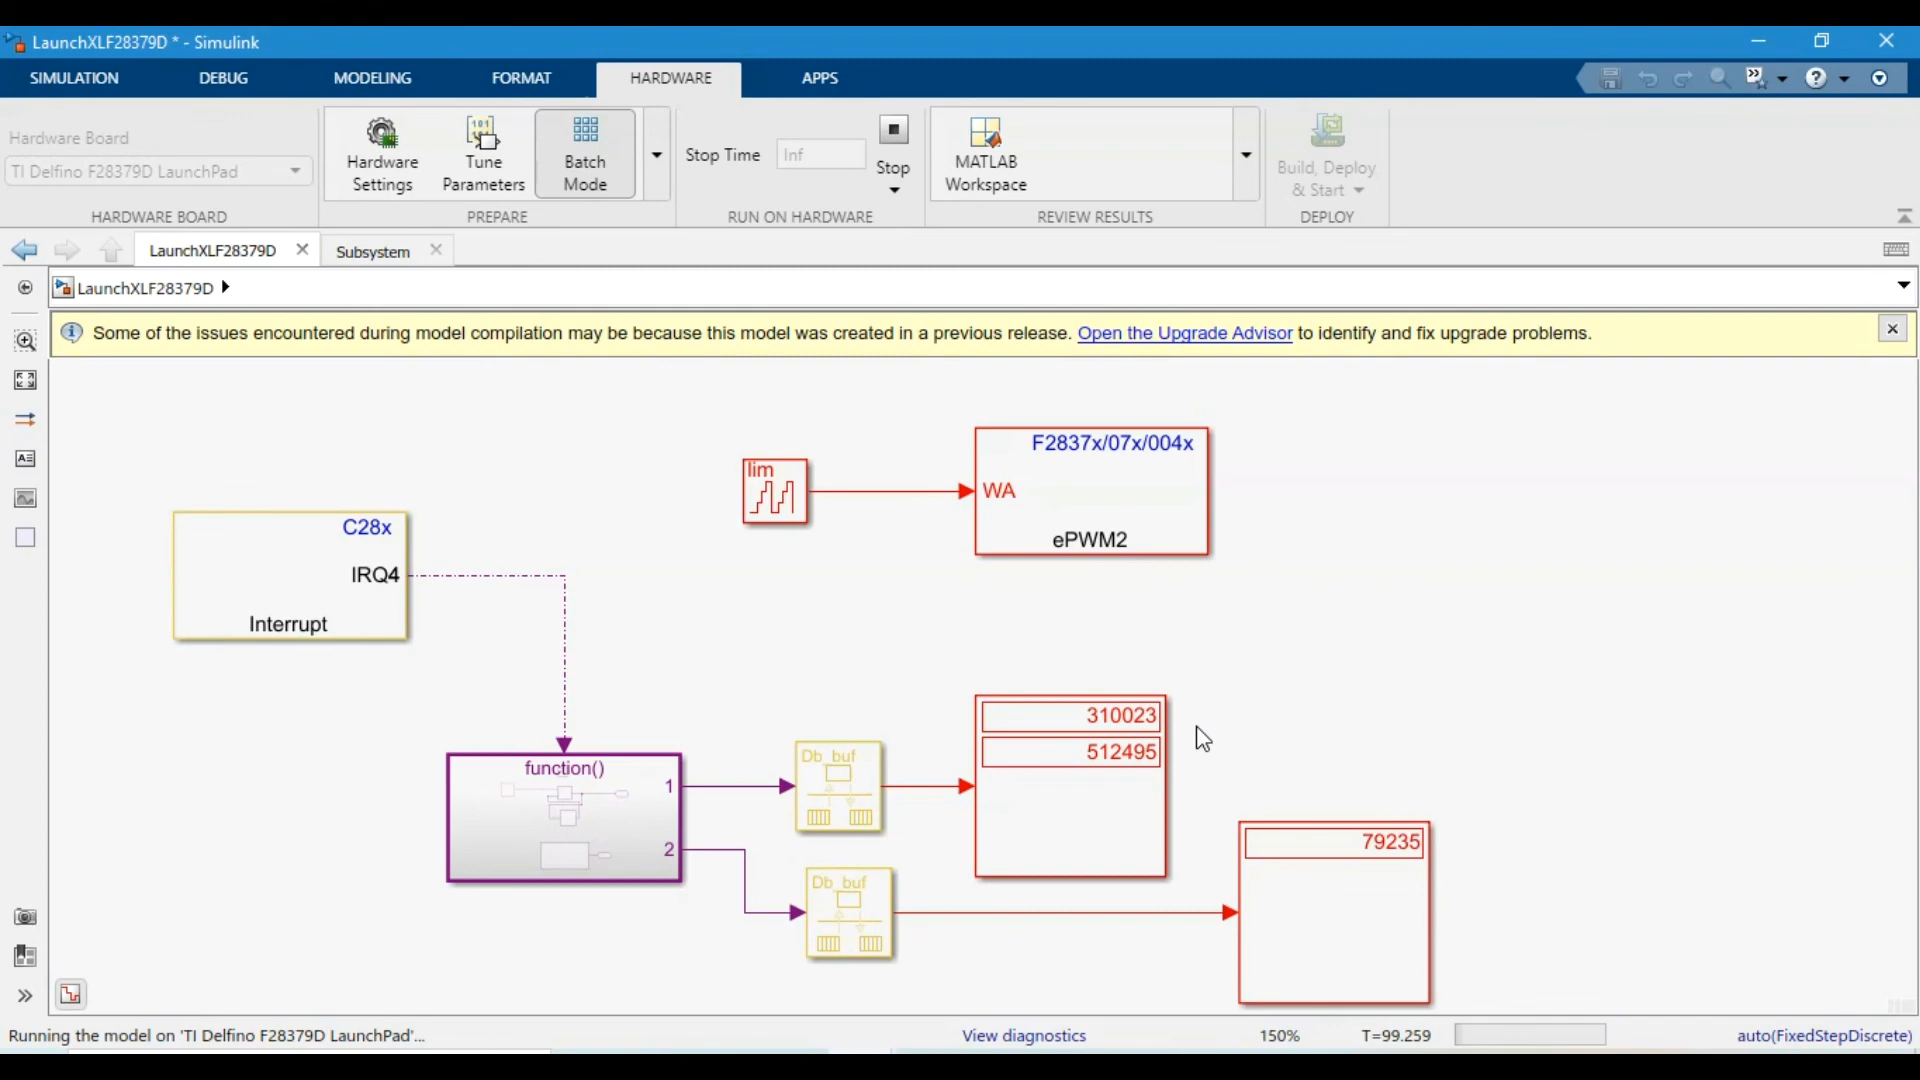 LaunchXLF28379D * - Simulink
SIMULATION
DEBUG
MODELING
FORMAT
HARDWARE
APPS
Hardware Board
TI Delfino F28379D LaunchPad
HARDWARE BOARD
Hardware
Settings
Tune
Parameters
Batch
Mode
PREPARE
Stop Time
Inf
Stop
RUN ON HARDWARE
MATLAB
Workspace
REVIEW RESULTS
Build, Deploy
& Start
DEPLOY
LaunchXLF28379D
Subsystem
LaunchXLF28379D
Some of the issues encountered during model compilation may be because this model was created in a previous release. Open the Upgrade Advisor to identify and fix upgrade problems.
lim
F2837x/07x/004x
WA
ePWM2
C28x
IRQ4
Interrupt
function()
1
2
Db_buf
310023
512495
Db_buf
79235
Running the model on 'TI Delfino F28379D LaunchPad'...
View diagnostics
150%
T=99.259
auto(FixedStepDiscrete)